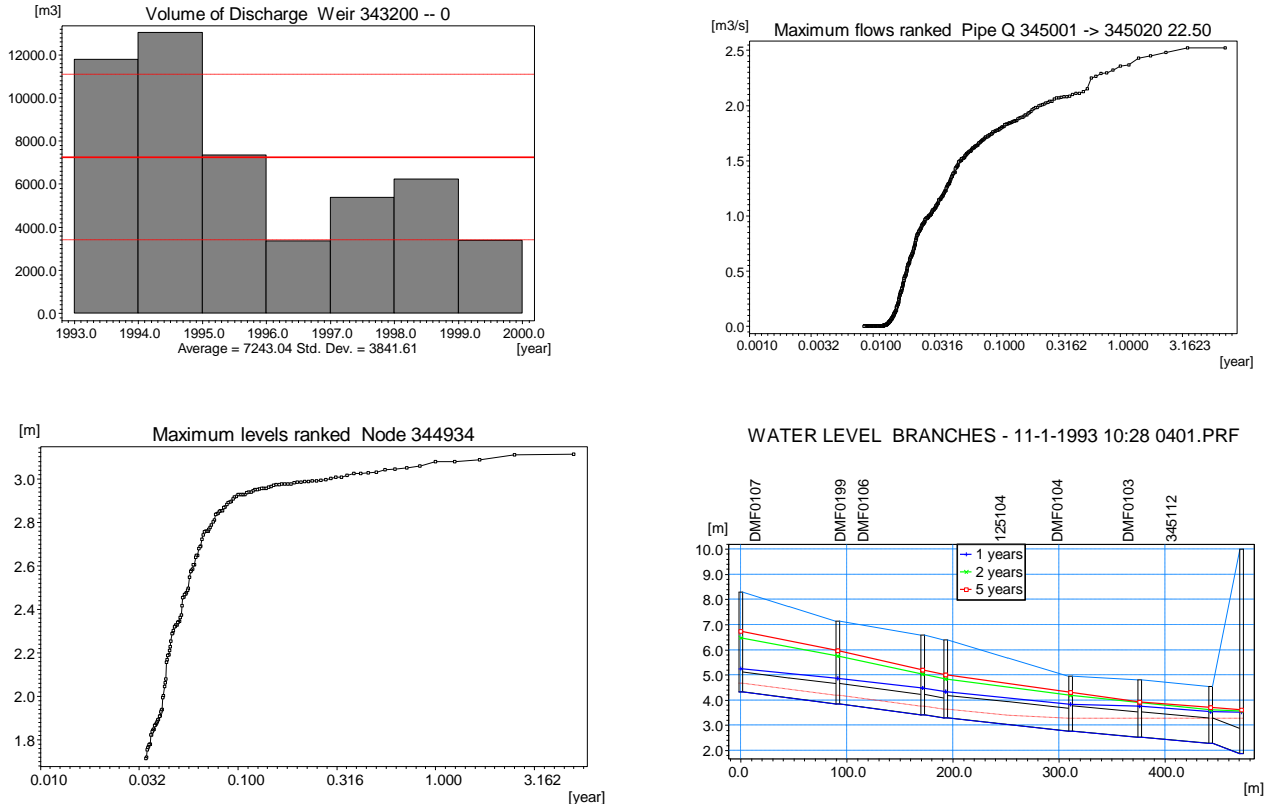 Volume of Discharge Weir 343200 -- 0
[m3]
12000.0
10000.0
8000.0
6000.0
4000.0
2000.0
0.0
1993.0 1994.0 1995.0 1996.0 1997.0 1998.0 1999.0 2000.0
Average = 7243.04 Std. Dev. = 3841.61
[year]
[m3/s]
Maximum flows ranked Pipe Q 345001 -> 345020 22.50
2.5
2.0
1.5
1.0
0.5
0.0
0.0010 0.0032 0.0100 0.0316 0.1000 0.3162 1.0000 3.1623
[year]
[m]
Maximum levels ranked Node 344934
3.0
2.8
2.6
2.4
2.2
2.0
1.8
0.010 0.032 0.100 0.316 1.000 3.162
[year]
WATER LEVEL BRANCHES - 11-1-1993 10:28 0401.PRF
DMF0107
DMF0199
DMF0106
125104
DMF0104
DMF0103
345112
[m]
10.0
9.0
8.0
7.0
6.0
5.0
4.0
3.0
2.0
1 years
2 years
5 years
0.0 100.0 200.0 300.0 400.0
[m]